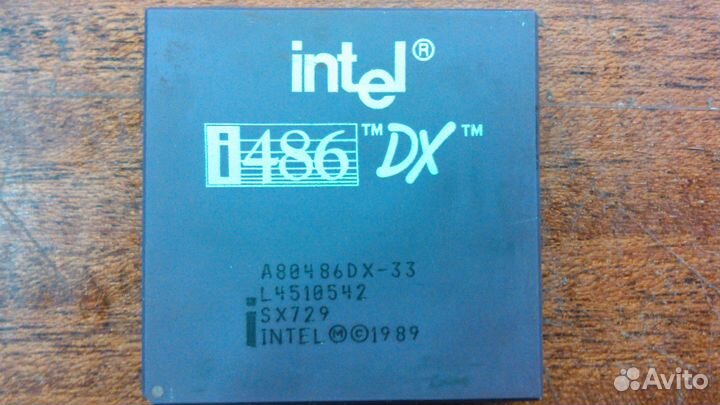 intel®
i486™ DX™
A80486DX-33
L4510542
SX729
INTEL Ⓜ©1989
Avito